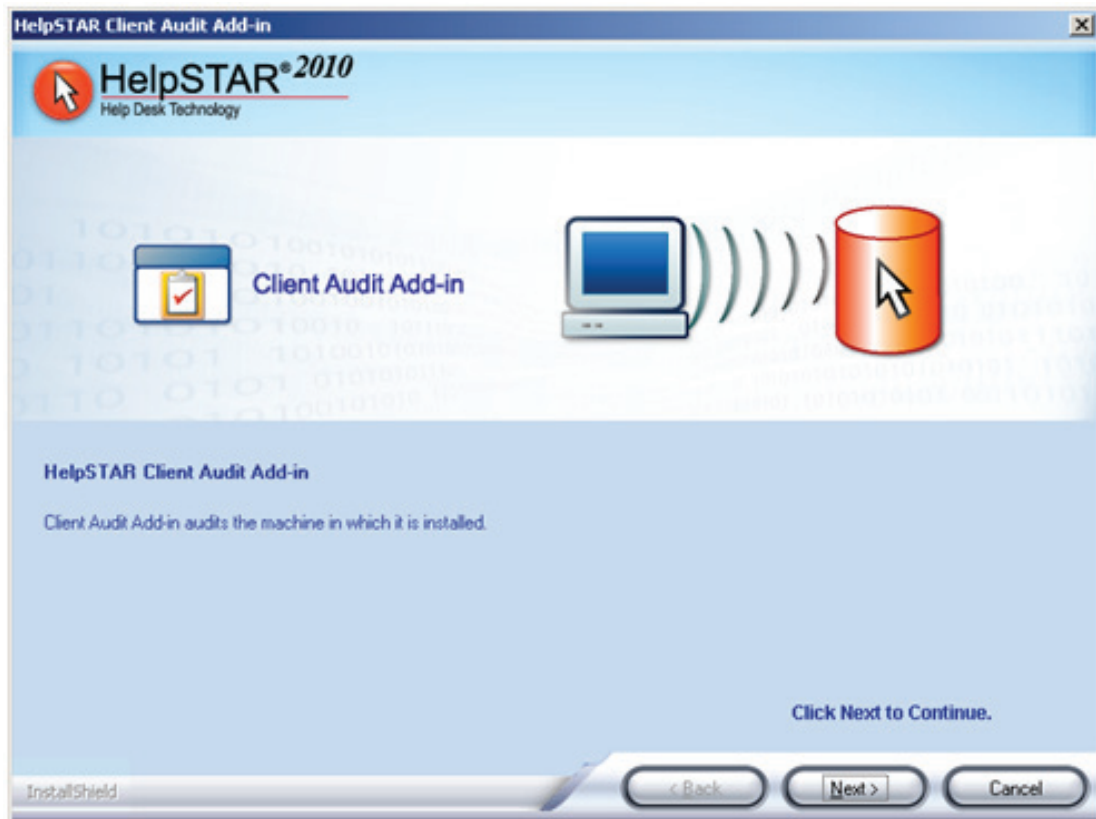 HelpSTAR Client Audit Add-in
HelpSTAR® 2010
Help Desk Technology
Client Audit Add-in
HelpSTAR Client Audit Add-in
Client Audit Add-in audits the machine in which it is installed.
Click Next to Continue.
InstallShield
< Back Next > Cancel